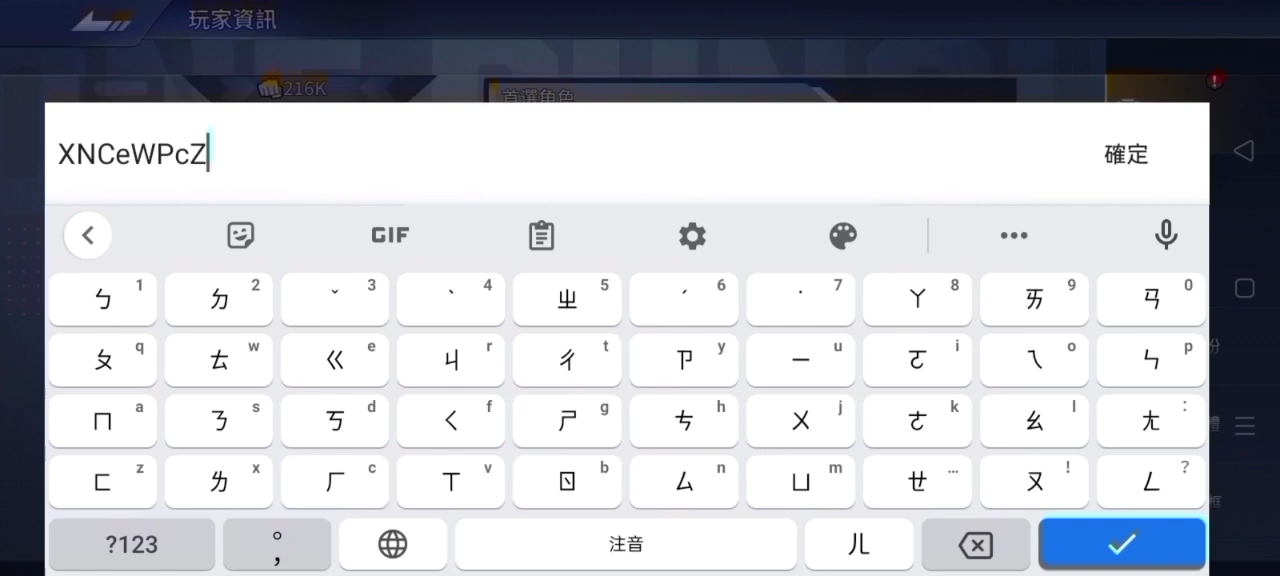 玩家資訊
216K
首選角色
XNCeWPcZ
確定
GIF
ㄅ 1 ㄉ 2 ˇ 3 ˋ 4 ㄓ 5 ˊ 6 ˙ 7 ㄚ 8 ㄞ 9 ㄢ 0
ㄆ q ㄊ w ㄍ e ㄐ r ㄔ t ㄗ y ㄧ u ㄛ i ㄟ o ㄣ p
ㄇ a ㄋ s ㄎ d ㄑ f ㄕ g ㄘ h ㄨ j ㄜ k ㄠ l ㄤ :
ㄈ z ㄌ x ㄏ c ㄒ v ㄖ b ㄙ n ㄩ m ㄝ … ㄡ ! ㄥ ?
?123 ° , 注音 ㄦ